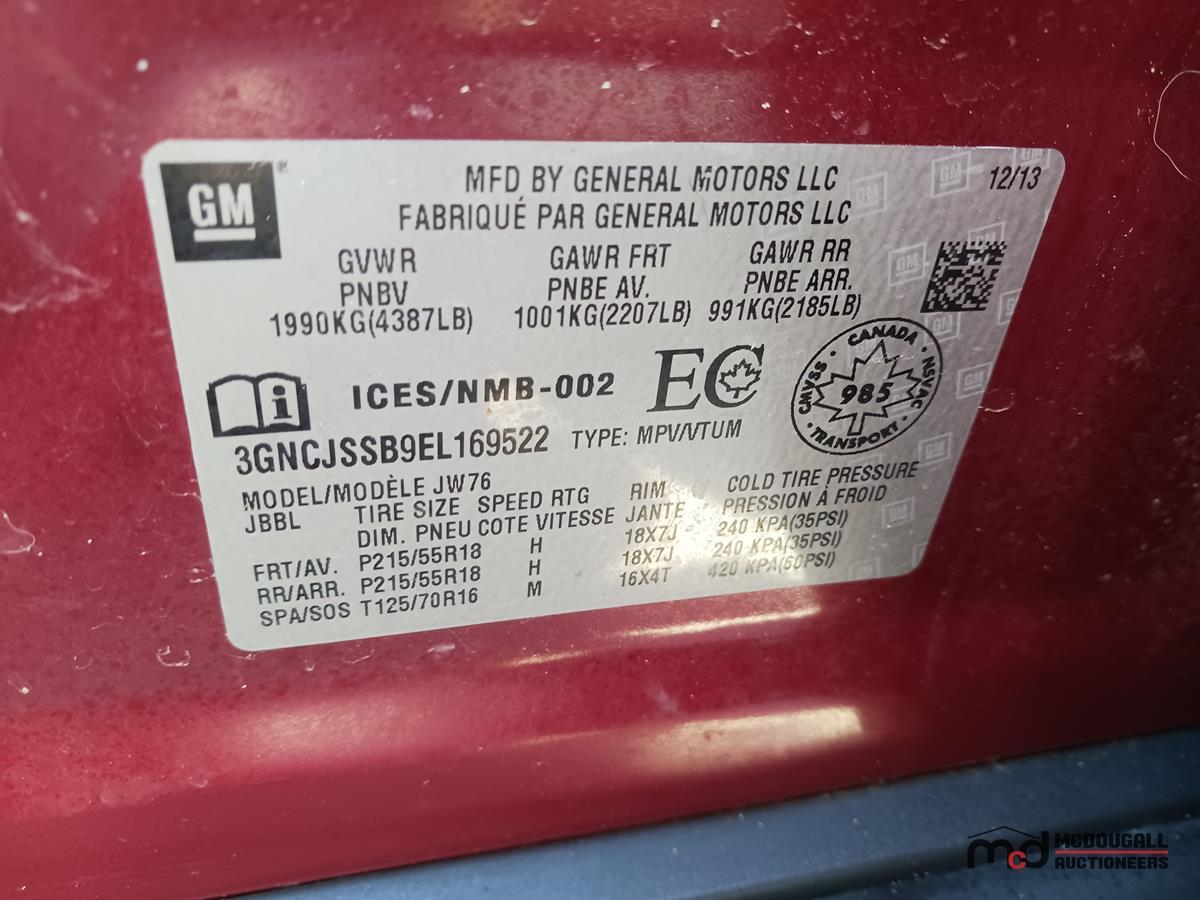 GM
MFD BY GENERAL MOTORS LLC 12/13
FABRIQUÉ PAR GENERAL MOTORS LLC
GVWR GAWR FRT GAWR RR
PNBV PNBE AV. PNBE ARR.
1990KG(4387LB) 1001KG(2207LB) 991KG(2185LB)
i ICES/NMB-002 EC
CANADA
CMVSS 985 NSVAC
TRANSPORT
3GNCJSSB9EL169522 TYPE: MPV/VTUM
MODEL/MODÈLE JW76
JBBL TIRE SIZE SPEED RTG RIM COLD TIRE PRESSURE
DIM. PNEU COTE VITESSE JANTE PRESSION À FROID
FRT/AV. P215/55R18 H 18X7J 240 KPA(35PSI)
RR/ARR. P215/55R18 H 18X7J 240 KPA(35PSI)
SPA/SOS T125/70R16 M 16X4T 420 KPA(60PSI)
mcd MCDOUGALL
AUCTIONEERS